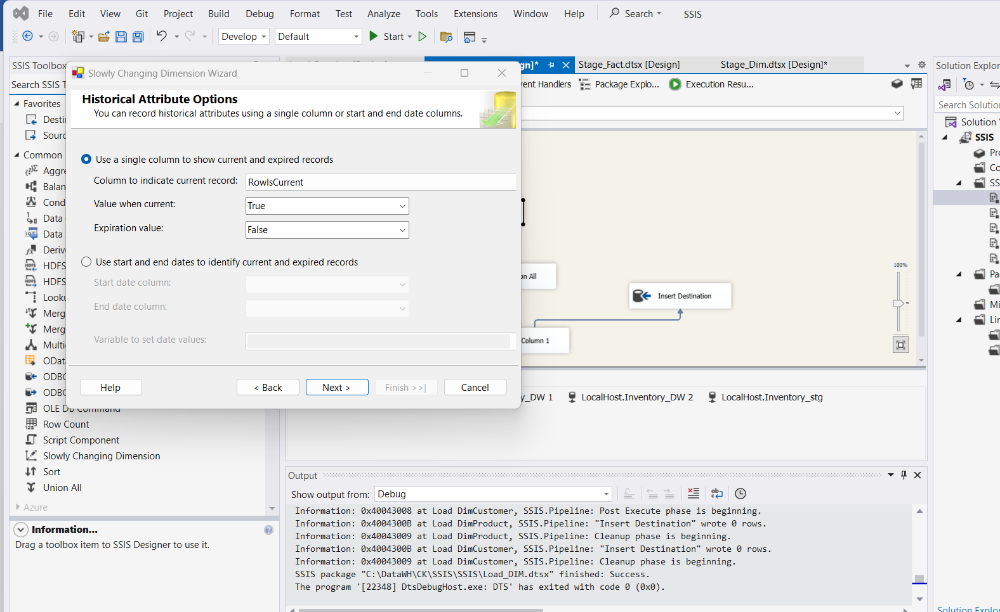 File Edit View Git Project Build Debug Format Test Analyze Tools Extensions Window Help Search SSIS
Develop Default Start
SSIS Toolbox
Search SSIS T
Favorites
Desti
Sourc
Common
Aggre
Balan
Cond
Data
Data
Derive
HDFS
HDFS
Looku
Merg
Merg
Multi
OData
ODBC
ODBC
OLE DB Command
Row Count
Script Component
Slowly Changing Dimension
Sort
Union All
Azure
Information...
Drag a toolbox item to SSIS Designer to use it.
Slowly Changing Dimension Wizard
Historical Attribute Options
You can record historical attributes using a single column or start and end date columns.
Use a single column to show current and expired records
Column to indicate current record: RowIsCurrent
Value when current: True
Expiration value: False
Use start and end dates to identify current and expired records
Start date column:
End date column:
Variable to set date values:
Help < Back Next > Finish >>| Cancel
gn]* Stage_Fact.dtsx [Design] Stage_Dim.dtsx [Design]*
vent Handlers Package Explo... Execution Resu...
on All
Insert Destination
Column 1
100%
y_DW 1 LocalHost.Inventory_DW 2 LocalHost.Inventory_stg
Output
Show output from: Debug
Information: 0x40043008 at Load DimCustomer, SSIS.Pipeline: Post Execute phase is beginning.
Information: 0x4004300B at Load DimProduct, SSIS.Pipeline: "Insert Destination" wrote 0 rows.
Information: 0x40043009 at Load DimProduct, SSIS.Pipeline: Cleanup phase is beginning.
Information: 0x4004300B at Load DimCustomer, SSIS.Pipeline: "Insert Destination" wrote 0 rows.
Information: 0x40043009 at Load DimCustomer, SSIS.Pipeline: Cleanup phase is beginning.
SSIS package "C:\DataWH\CK\SSIS\SSIS\Load_DIM.dtsx" finished: Success.
The program '[22348] DtsDebugHost.exe: DTS' has exited with code 0 (0x0).
Solution Explor
Search Solution
Solution '
SSIS
Pro
Co
SS
Pa
Mi
Lin
Solution Explo